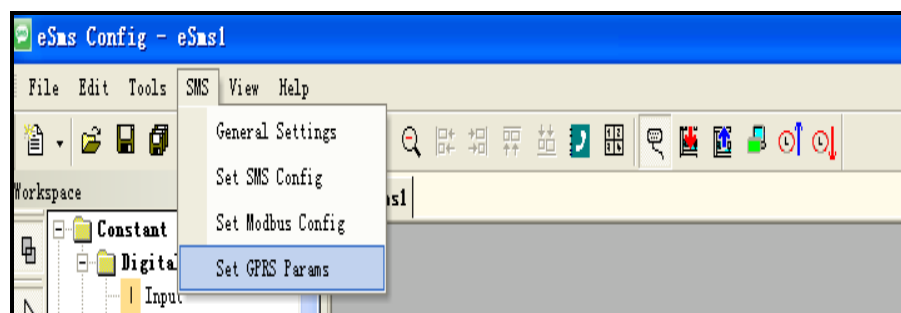 eSms Config - eSms1
File Edit Tools SMS View Help
General Settings
Set SMS Config
Workspace
s1
Set Modbus Config
Constant
Digital
Set GPRS Params
Input